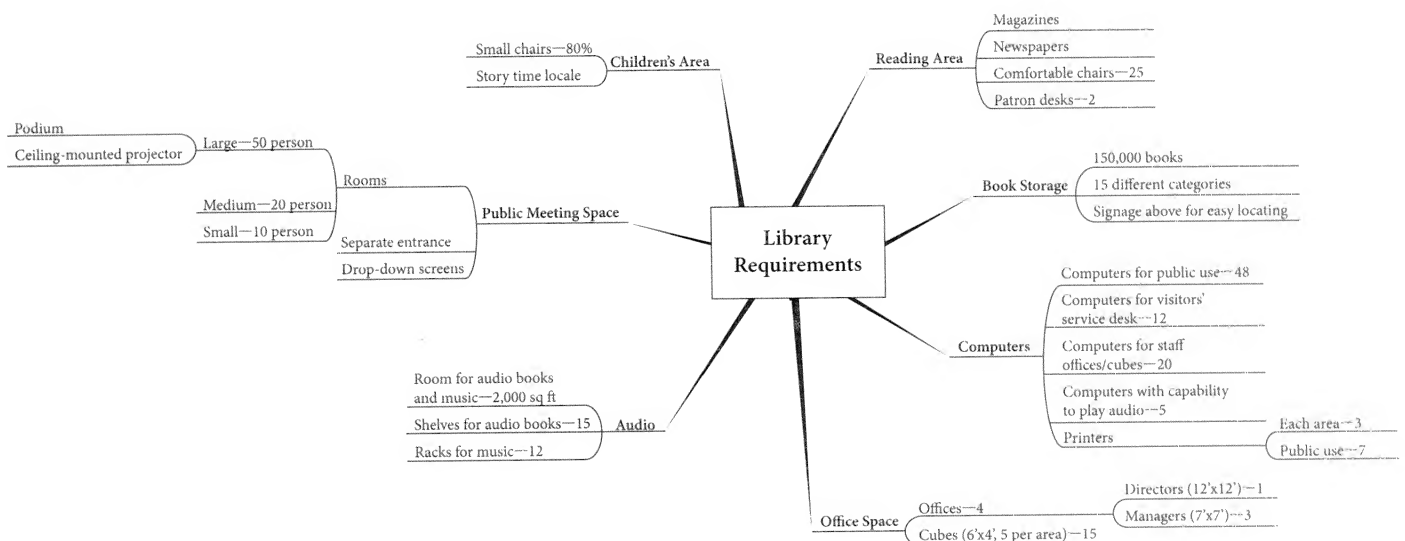 Library
Requirements
Children's Area
Small chairs—80%
Story time locale
Public Meeting Space
Rooms
Large—50 person
Podium
Ceiling-mounted projector
Medium—20 person
Small—10 person
Separate entrance
Drop-down screens
Audio
Room for audio books
and music—2,000 sq ft
Shelves for audio books—15
Racks for music—12
Reading Area
Magazines
Newspapers
Comfortable chairs—25
Patron desks—2
Book Storage
150,000 books
15 different categories
Signage above for easy locating
Computers
Computers for public use—48
Computers for visitors'
service desk—12
Computers for staff
offices/cubes—20
Computers with capability
to play audio—5
Printers
Each area—3
Public use—7
Office Space
Offices—4
Directors (12'x12')—1
Managers (7'x7')—3
Cubes (6'x4', 5 per area)—15